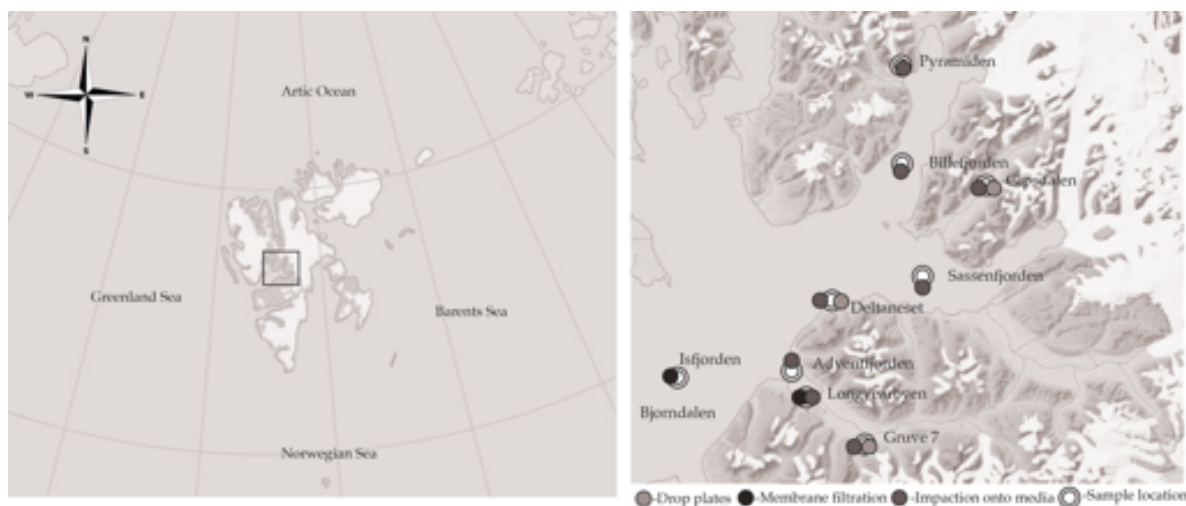 N
W
E
S
Artic Ocean
Greenland Sea
Barents Sea
Norwegian Sea
Pyramiden
Billefjorden
Gipsdalen
Sassenfjorden
Deltaneset
Isfjorden
Adventfjorden
Bjorndalen
Longyearbyen
Gruve 7
-Drop plates -Membrane filtration -Impaction onto media -Sample location